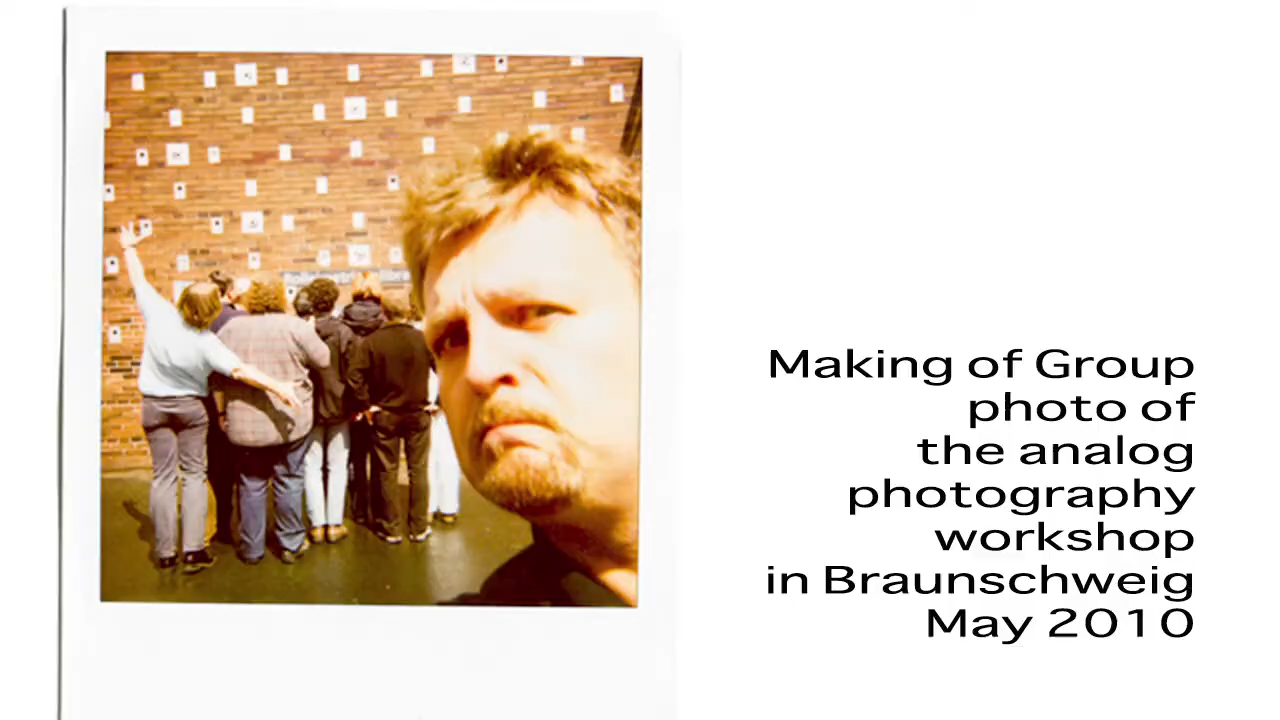 Making of Group
photo of
the analog
photography
workshop
in Braunschweig
May 2010